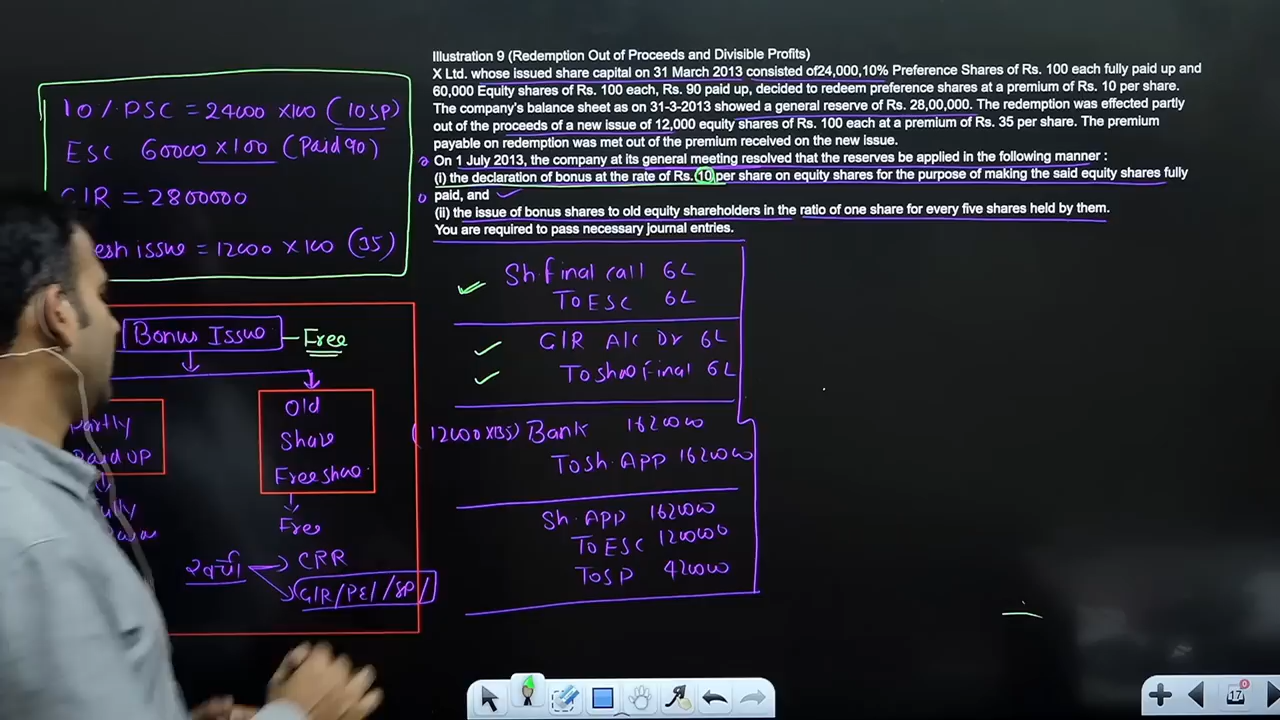 Illustration 9 (Redemption Out of Proceeds and Divisible Profits)
X Ltd. whose issued share capital on 31 March 2013 consisted of24,000,10% Preference Shares of Rs. 100 each fully paid up and
60,000 Equity shares of Rs. 100 each, Rs. 90 paid up, decided to redeem preference shares at a premium of Rs. 10 per share.
The company's balance sheet as on 31-3-2013 showed a general reserve of Rs. 28,00,000. The redemption was effected partly
out of the proceeds of a new issue of 12,000 equity shares of Rs. 100 each at a premium of Rs. 35 per share. The premium
payable on redemption was met out of the premium received on the new issue.
On 1 July 2013, the company at its general meeting resolved that the reserves be applied in the following manner :
(i) the declaration of bonus at the rate of Rs. 10 per share on equity shares for the purpose of making the said equity shares fully
paid, and
(ii) the issue of bonus shares to old equity shareholders in the ratio of one share for every five shares held by them.
You are required to pass necessary journal entries.
10 % PSC = 24000 × 100 (10SP)
ESC 60000 × 100 (Paid 90)
G/R = 2800000
esh issue = 12000 × 100 (35)
Bonus Issue - Free
Partly
Paid UP
Old
Share
Free share
Free
CRR
G/R/PE/ /SP/
Sh. Final call 6L
To ESC 6L
G/R A/c Dr 6L
To Final 6L
(12000 × 135) Bank 1620000
To Sh. APP 1620000
Sh. APP 1620000
To ESC 1200000
To SP 420000
17